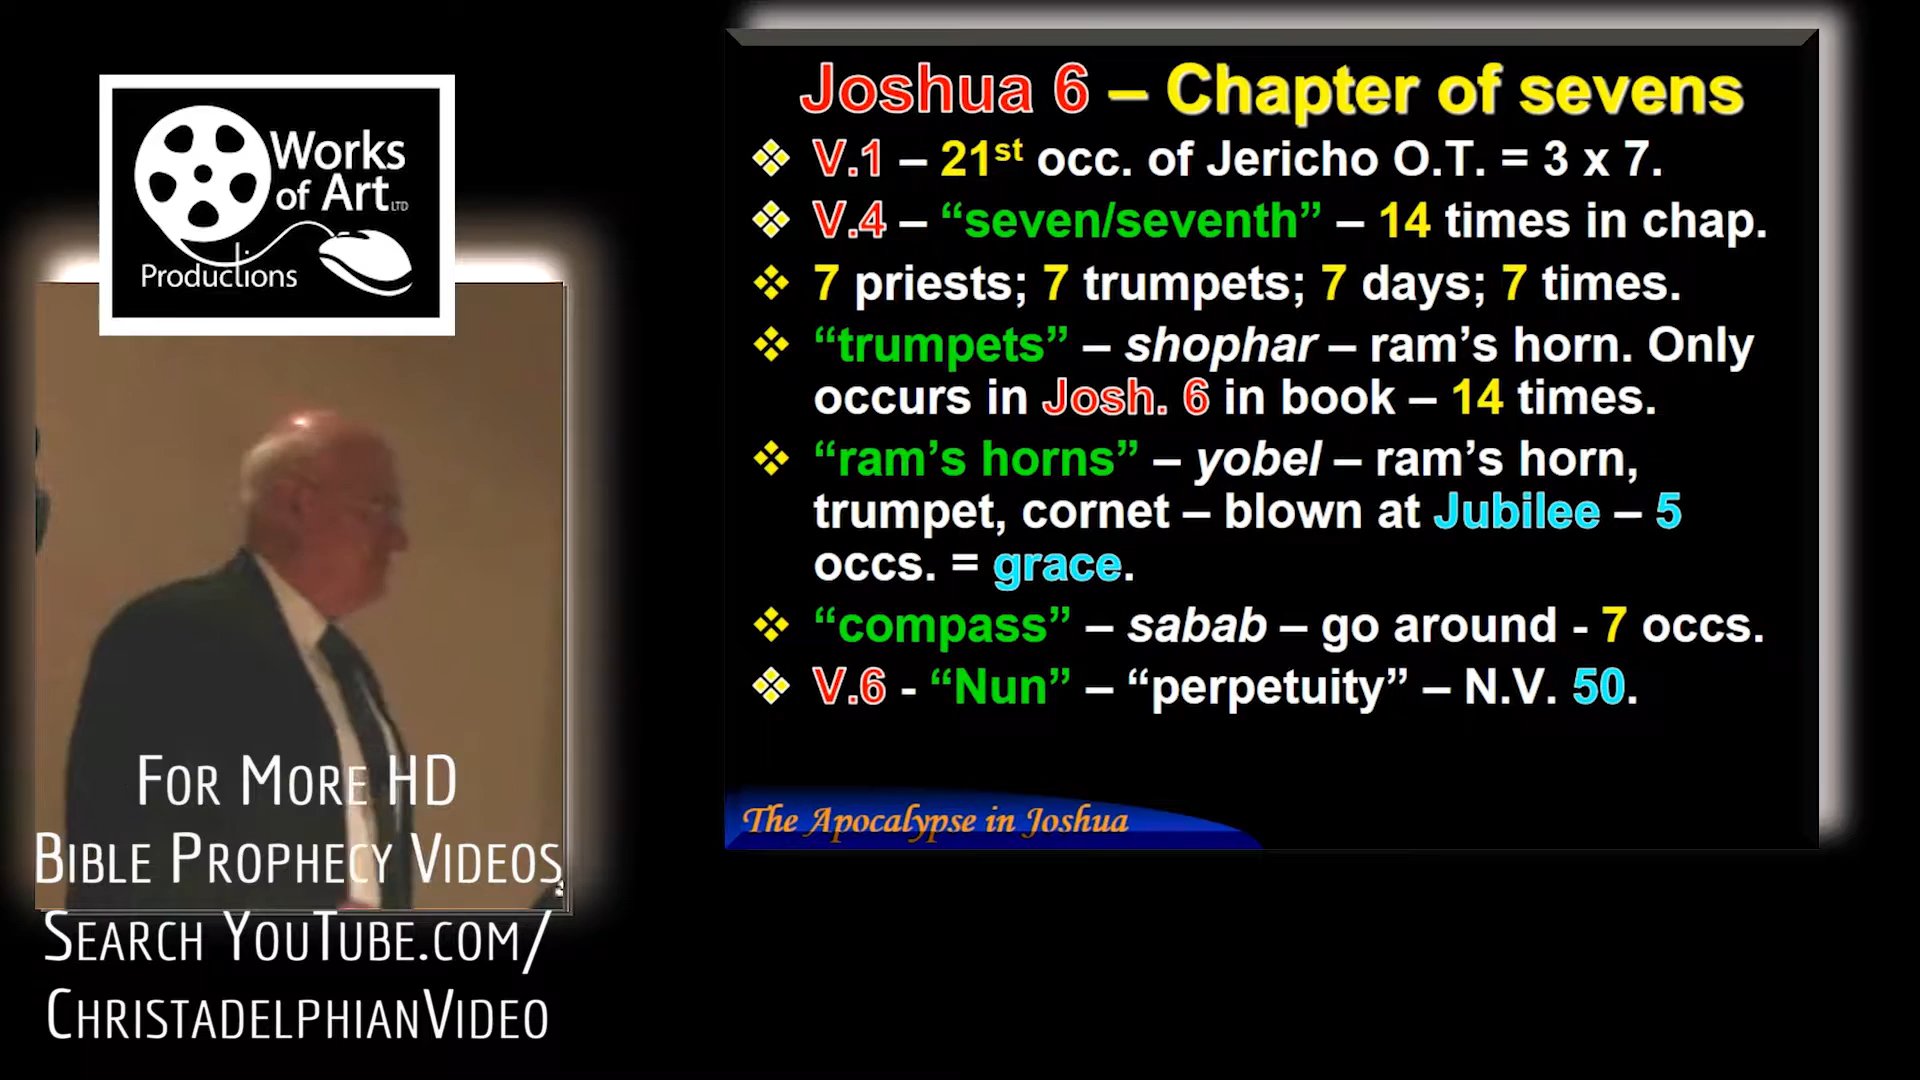 Works
of Art LTD
Productions
For More HD
Bible Prophecy Videos
Search YouTube.com/
ChristadelphianVideo
Joshua 6 – Chapter of sevens
V.1 – 21st occ. of Jericho O.T. = 3 x 7.
V.4 – “seven/seventh” – 14 times in chap.
7 priests; 7 trumpets; 7 days; 7 times.
“trumpets” – shophar – ram’s horn. Only
occurs in Josh. 6 in book – 14 times.
“ram’s horns” – yobel – ram’s horn,
trumpet, cornet – blown at Jubilee – 5
occs. = grace.
“compass” – sabab – go around - 7 occs.
V.6 - “Nun” – “perpetuity” – N.V. 50.
The Apocalypse in Joshua